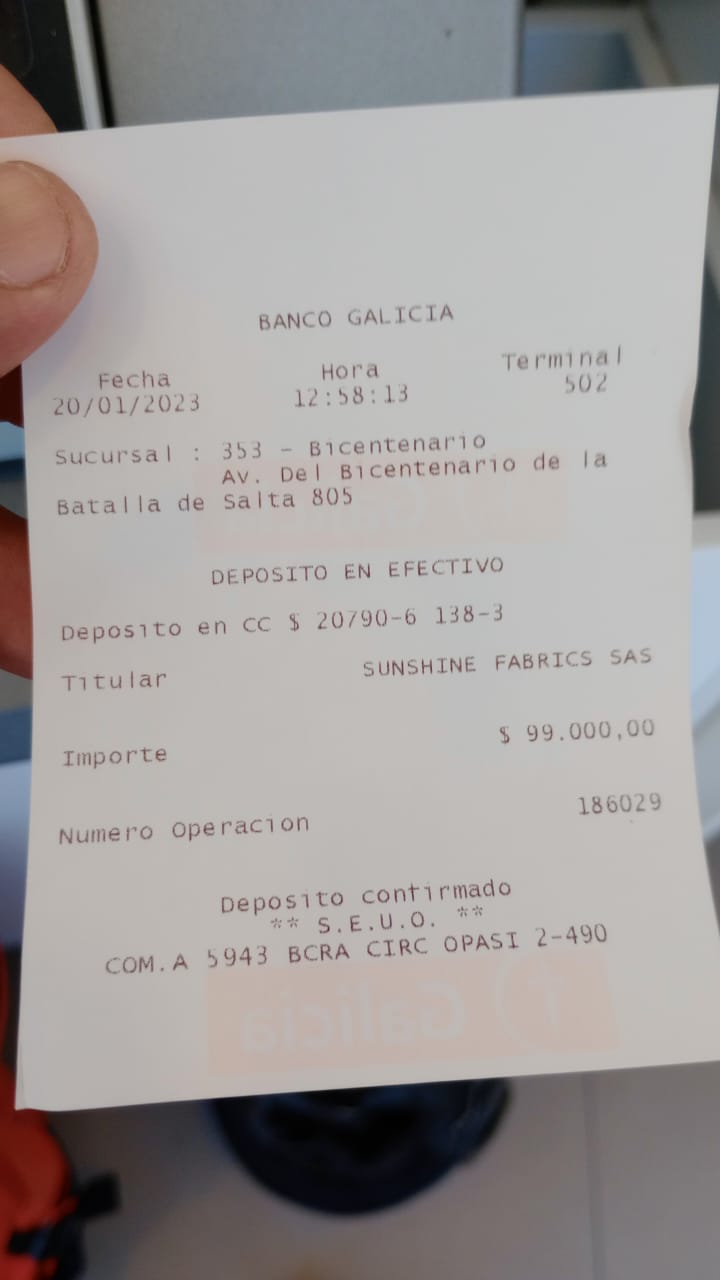 BANCO GALICIA
Fecha Hora Terminal
20/01/2023 12:58:13 502
Sucursal : 353 - Bicentenario
Av. Del Bicentenario de la
Batalla de Salta 805
DEPOSITO EN EFECTIVO
Deposito en CC $ 20790-6 138-3
Titular SUNSHINE FABRICS SAS
Importe $ 99.000,00
Numero Operacion 186029
Deposito confirmado
** S.E.U.O. **
COM.A 5943 BCRA CIRC OPASI 2-490
Galicia
Galicia